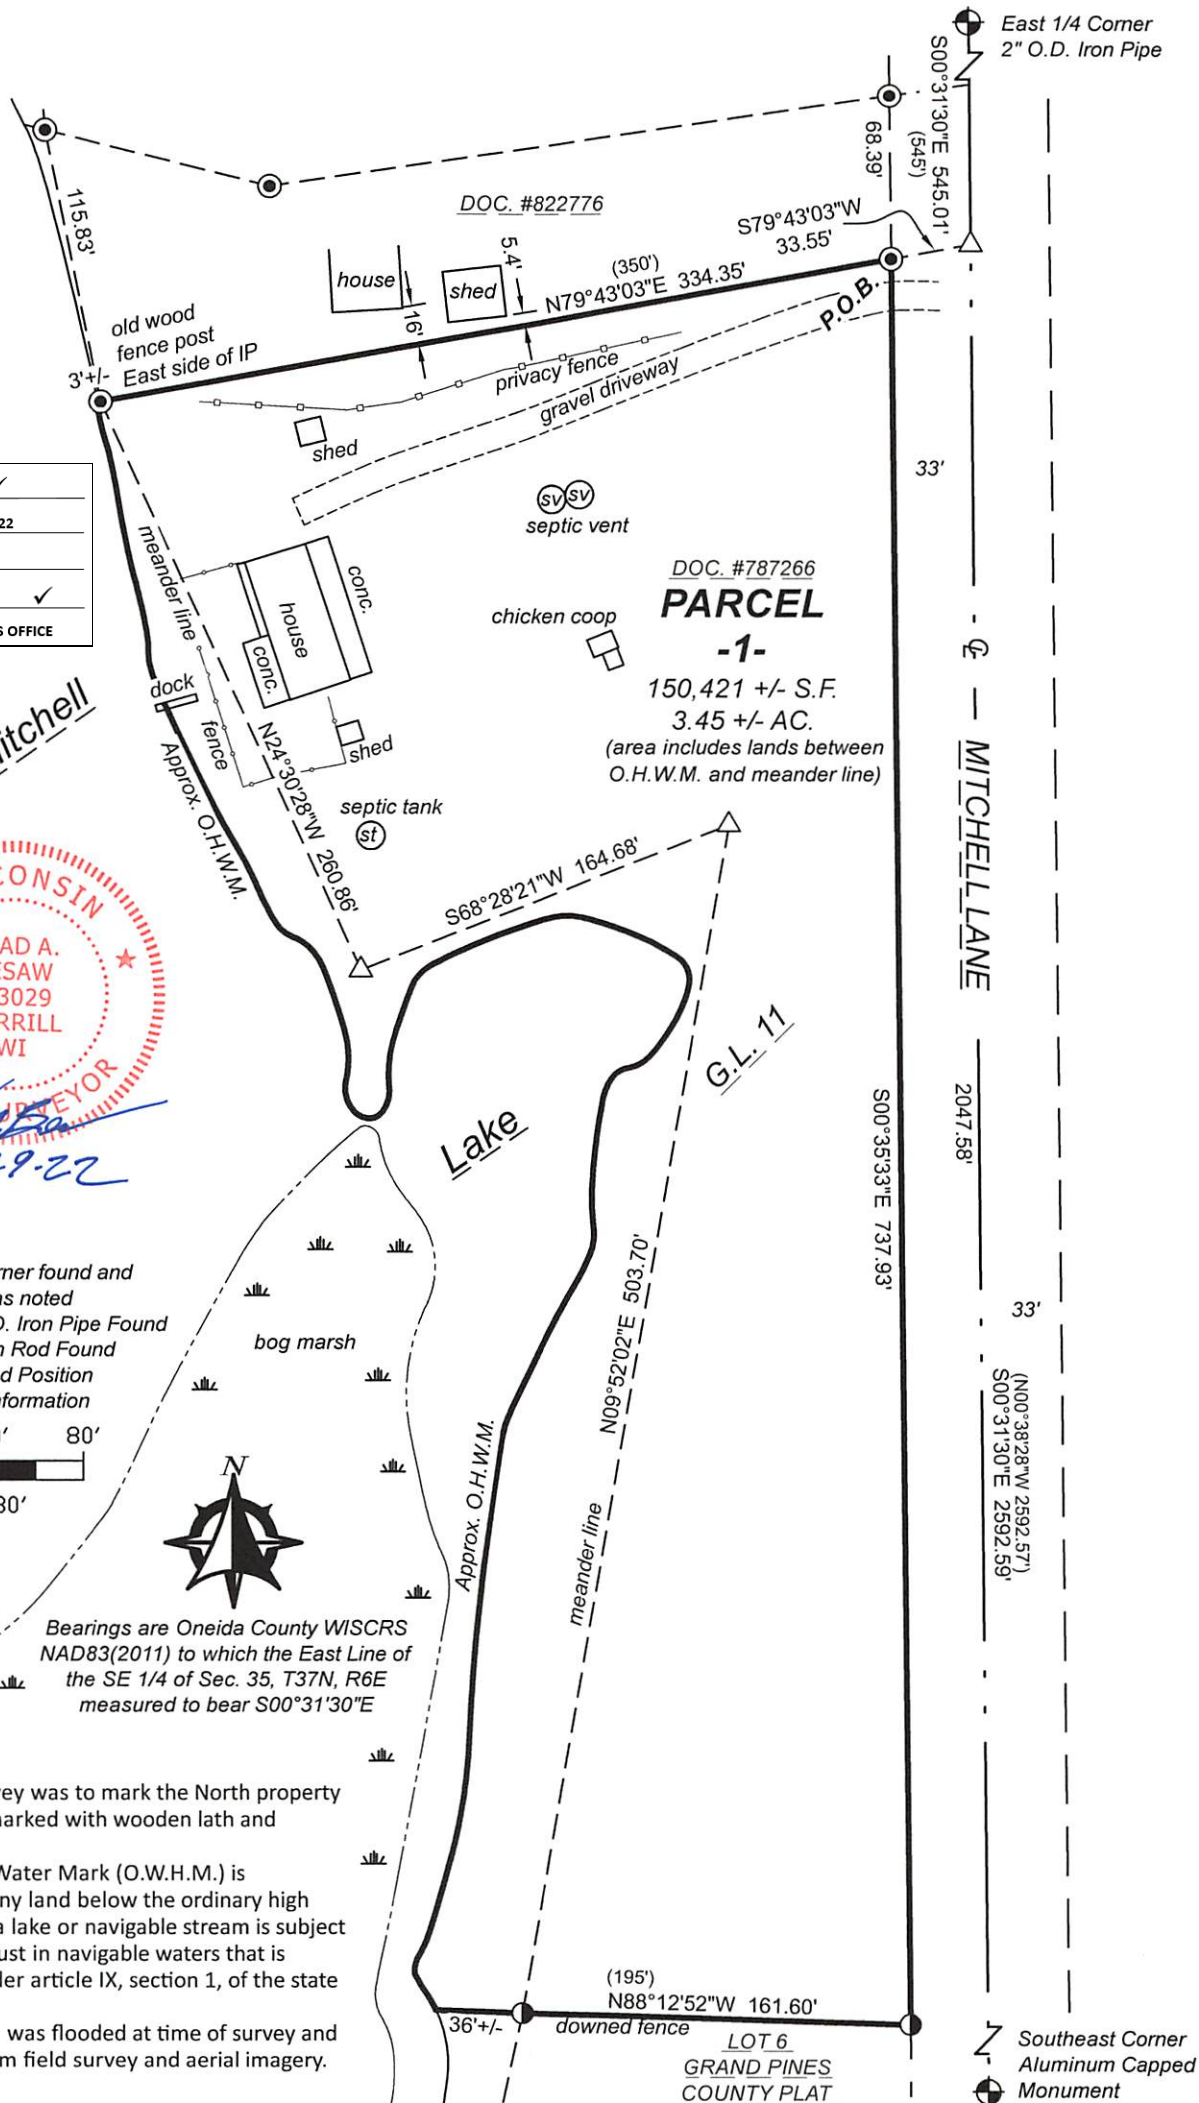 East 1/4 Corner
2" O.D. Iron Pipe
S00°31'30"E 545.01'
(545')
68.39'
115.83'
DOC. #822776
S79°43'03"W
33.55'
(350')
N79°43'03"E 334.35'
5.4'
house
shed
16'
P.O.B.
old wood
fence post
East side of IP
3'+/-
privacy fence
gravel driveway
shed
33'
22
S OFFICE
sv sv
septic vent
meander line
conc.
house
conc.
chicken coop
DOC. #787266
PARCEL
-1-
150,421 +/- S.F.
3.45 +/- AC.
(area includes lands between
O.H.W.M. and meander line)
dock
fence
shed
itchell
Approx. O.H.W.M.
N24°30'28"W 260.86'
septic tank
st
MITCHELL LANE
S68°28'21"W 164.68'
CONSIN
AD A.
ESAW
3029
RRILL
WI
URVEYOR
9-22
G.L. 11
Lake
S00°35'33"E 737.93'
2047.58'
rner found and
as noted
D. Iron Pipe Found
n Rod Found
d Position
nformation
80'
80'
bog marsh
N09°52'02"E 503.70'
33'
(N00°38'28"W 2592.57')
S00°31'30"E 2592.59'
Approx. O.H.W.M.
meander line
N
Bearings are Oneida County WISCRS
NAD83(2011) to which the East Line of
the SE 1/4 of Sec. 35, T37N, R6E
measured to bear S00°31'30"E
vey was to mark the North property
marked with wooden lath and
Water Mark (O.W.H.M.) is
ny land below the ordinary high
a lake or navigable stream is subject
ust in navigable waters that is
der article IX, section 1, of the state
was flooded at time of survey and
m field survey and aerial imagery.
(195')
N88°12'52"W 161.60'
36'+/-
downed fence
LOT 6
GRAND PINES
COUNTY PLAT
Southeast Corner
Aluminum Capped
Monument